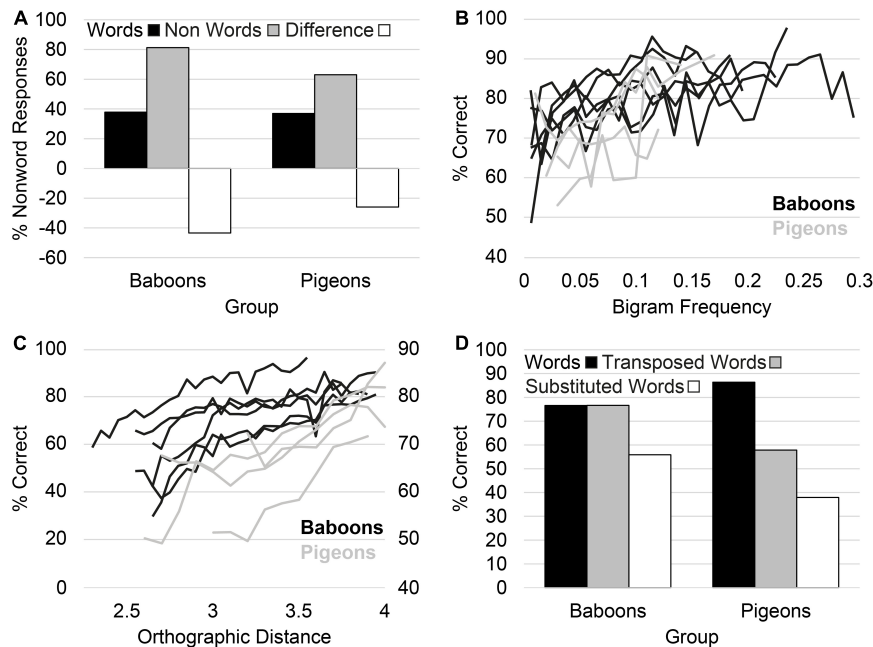 A
% Nonword Responses
100
80
60
40
20
0
-20
-40
-60
Words Non Words Difference
Baboons Pigeons
Group
B
% Correct
100
90
80
70
60
50
40
Baboons
Pigeons
0 0.05 0.1 0.15 0.2 0.25 0.3
Bigram Frequency
C
% Correct
100
80
60
40
20
0
90
80
70
60
50
40
Baboons
Pigeons
2.5 3 3.5 4
Orthographic Distance
D
% Correct
100
90
80
70
60
50
40
30
20
10
0
Words Transposed Words
Substituted Words
Baboons Pigeons
Group